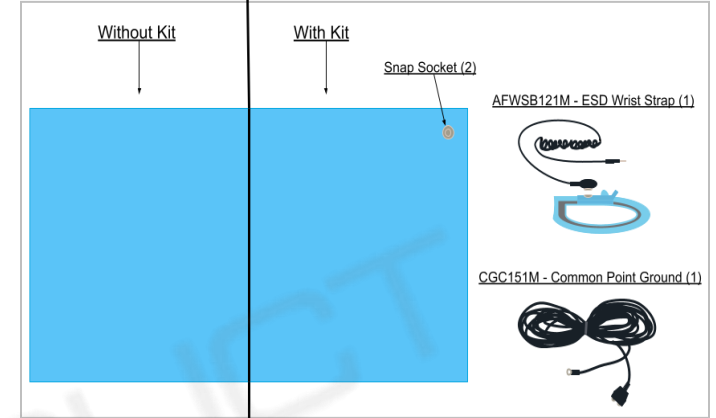 Without Kit
With Kit
Snap Socket (2)
AFWSB121M - ESD Wrist Strap (1)
CGC151M - Common Point Ground (1)